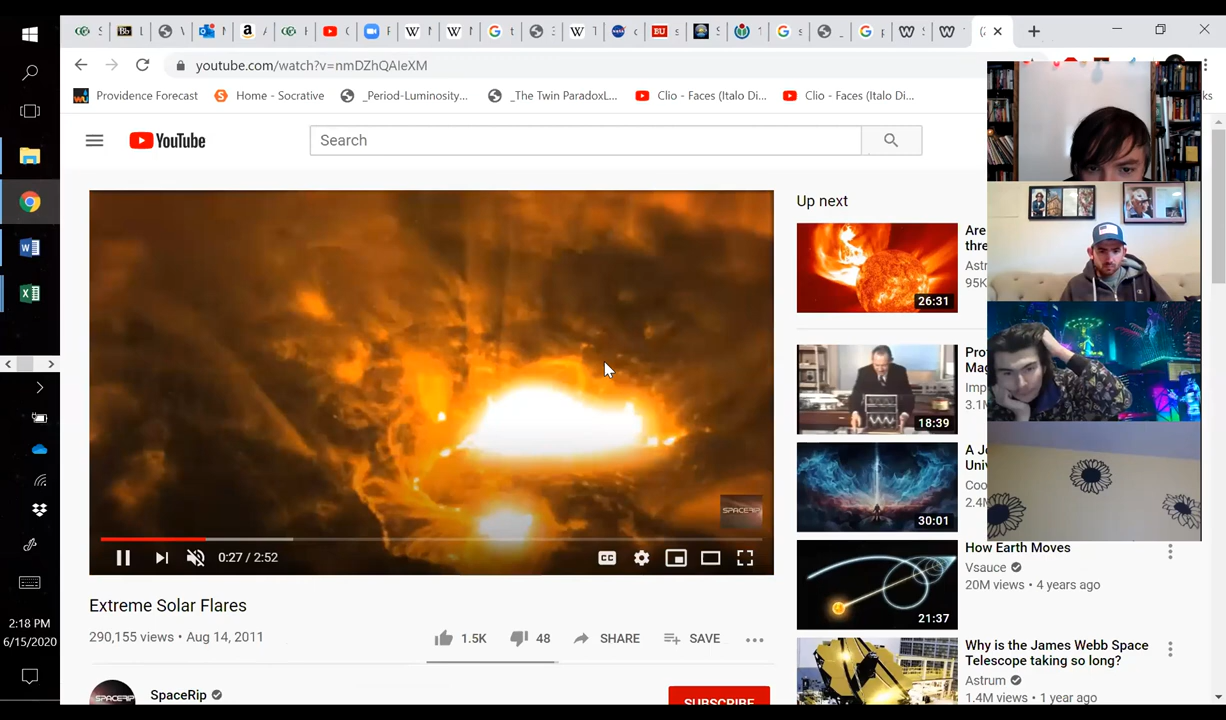 youtube.com/watch?v=nmDZhQAleXM
Providence Forecast
Home - Socrative
_Period-Luminosity...
_The Twin ParadoxL...
Clio - Faces (Italo Di...
Clio - Faces (Italo Di...
YouTube
Search
Up next
26:31
18:39
30:01
SPACERIP
0:27 / 2:52
CC
Extreme Solar Flares
290,155 views • Aug 14, 2011
1.5K
48
SHARE
SAVE
SPACERIP
SpaceRip
SUBSCRIBE
How Earth Moves
Vsauce
20M views • 4 years ago
21:37
Why is the James Webb Space
Telescope taking so long?
Astrum
1.4M views • 1 year ago
2:18 PM
6/15/2020